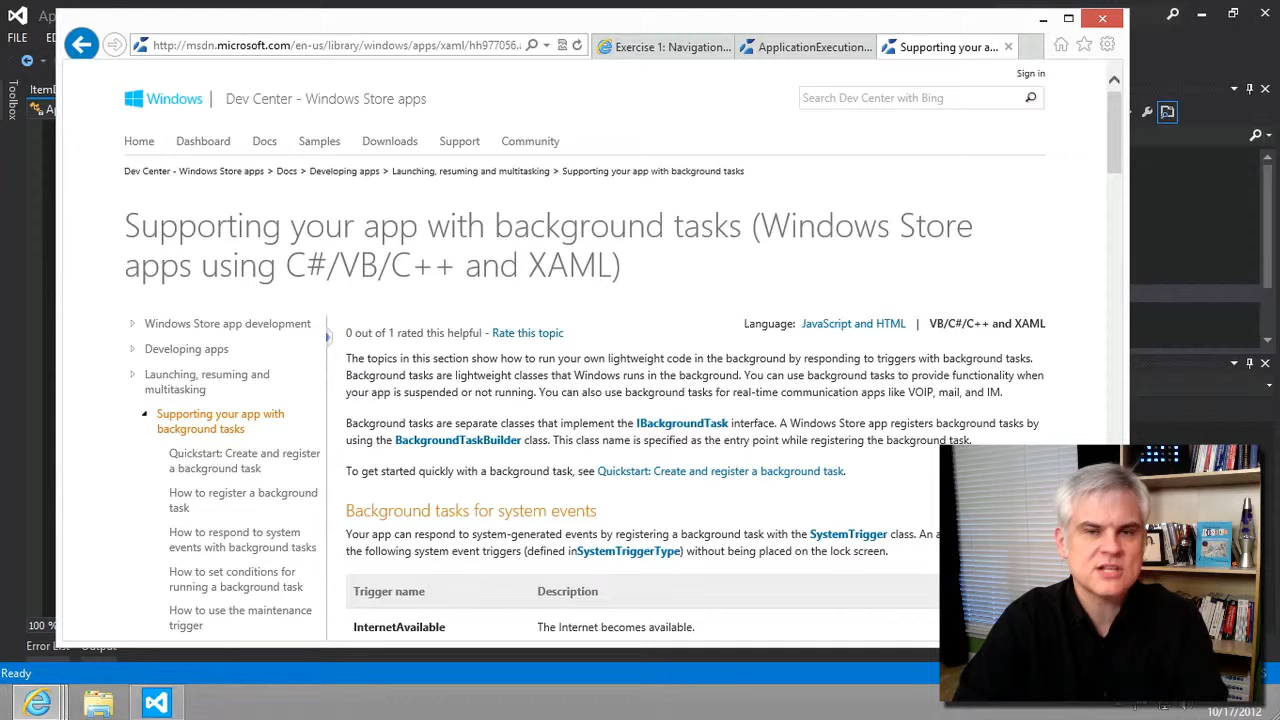 FILE
http://msdn.microsoft.com/en-us/library/windows/apps/xaml/hh977056.
Exercise 1: Navigation...
ApplicationExecution...
Supporting your a...
Toolbox
Sign in
Windows | Dev Center - Windows Store apps
Search Dev Center with Bing
Home Dashboard Docs Samples Downloads Support Community
Dev Center - Windows Store apps > Docs > Developing apps > Launching, resuming and multitasking > Supporting your app with background tasks
Supporting your app with background tasks (Windows Store
apps using C#/VB/C++ and XAML)
Windows Store app development
Developing apps
Launching, resuming and
multitasking
Supporting your app with
background tasks
Quickstart: Create and register
a background task
How to register a background
task
How to respond to system
events with background tasks
How to set conditions for
running a background task
How to use the maintenance
trigger
0 out of 1 rated this helpful - Rate this topic
Language: JavaScript and HTML | VB/C#/C++ and XAML
The topics in this section show how to run your own lightweight code in the background by responding to triggers with background tasks.
Background tasks are lightweight classes that Windows runs in the background. You can use background tasks to provide functionality when
your app is suspended or not running. You can also use background tasks for real-time communication apps like VOIP, mail, and IM.
Background tasks are separate classes that implement the IBackgroundTask interface. A Windows Store app registers background tasks by
using the BackgroundTaskBuilder class. This class name is specified as the entry point while registering the background task.
To get started quickly with a background task, see Quickstart: Create and register a background task.
Background tasks for system events
Your app can respond to system-generated events by registering a background task with the SystemTrigger class. An a
the following system event triggers (defined inSystemTriggerType) without being placed on the lock screen.
Trigger name Description
InternetAvailable The Internet becomes available.
100 %
Error List Output
Ready
10/17/2012